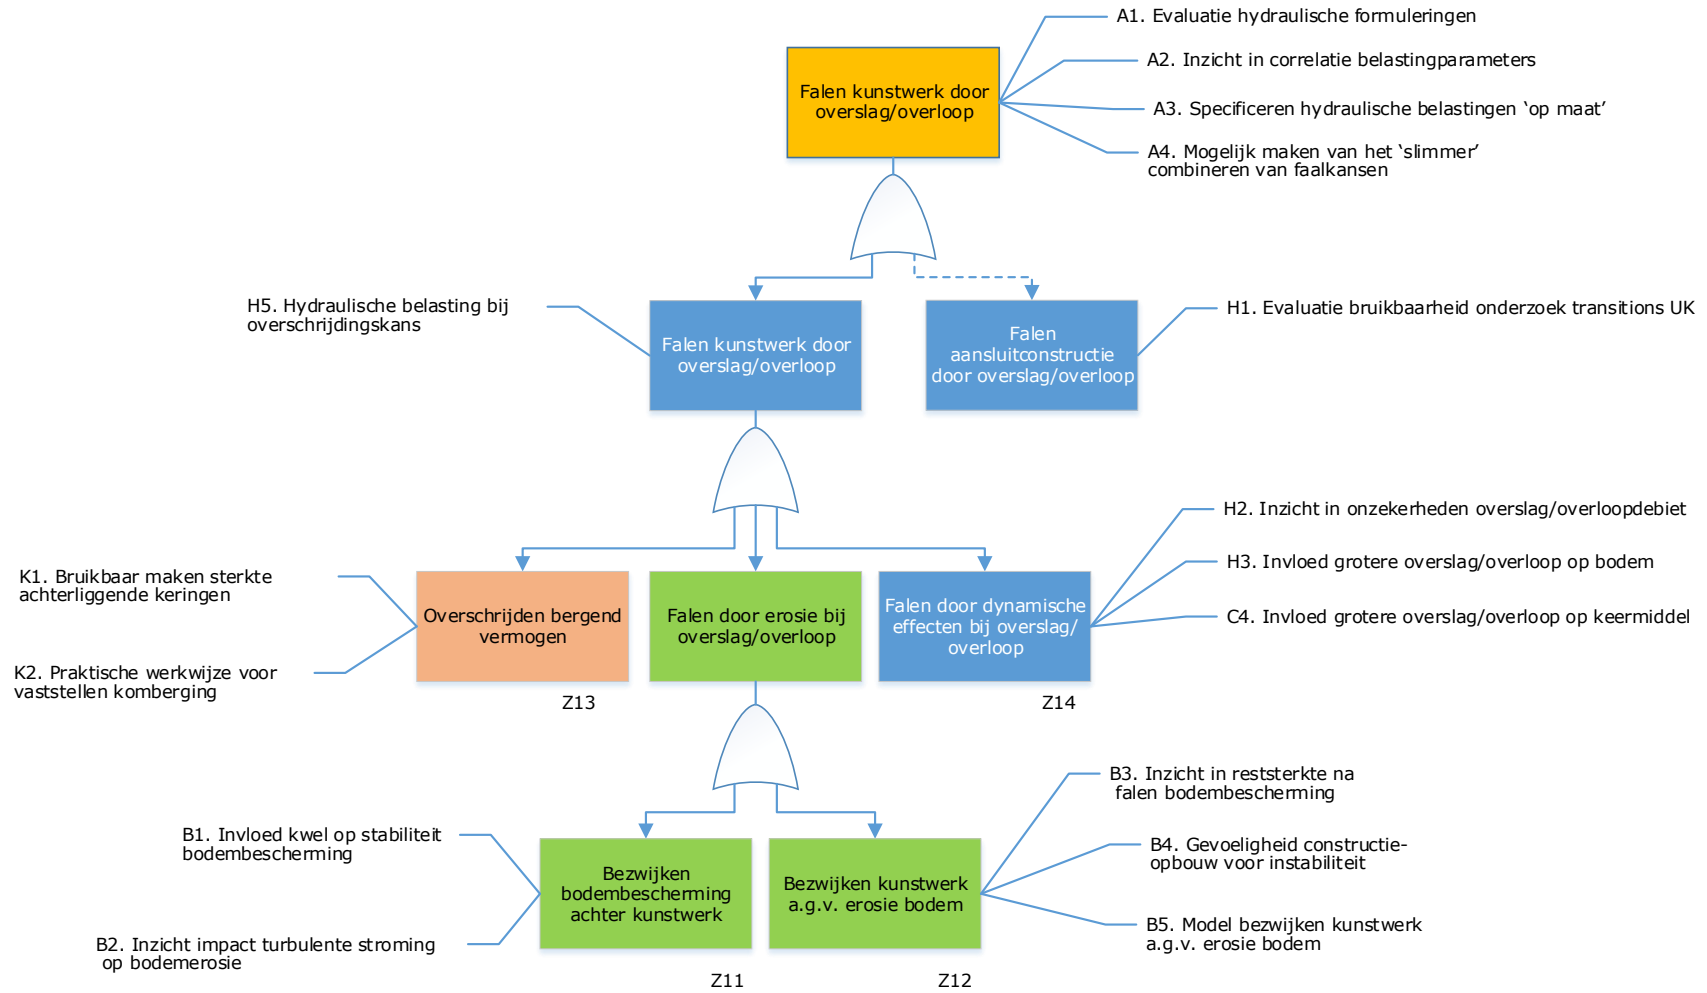 A1. Evaluatie hydraulische formuleringen
A2. Inzicht in correlatie belastingparameters
Falen kunstwerk door
overslag/overloop
A3. Specificeren hydraulische belastingen ‘op maat’
A4. Mogelijk maken van het ‘slimmer’
combineren van faalkansen
H5. Hydraulische belasting bij
overschrijdingskans
Falen kunstwerk door
overslag/overloop
Falen
aansluitconstructie
door overslag/overloop
H1. Evaluatie bruikbaarheid onderzoek transitions UK
H2. Inzicht in onzekerheden overslag/overloopdebiet
H3. Invloed grotere overslag/overloop op bodem
C4. Invloed grotere overslag/overloop op keermiddel
K1. Bruikbaar maken sterkte
achterliggende keringen
K2. Praktische werkwijze voor
vaststellen komberging
Overschrijden bergend
vermogen
Z13
Falen door erosie bij
overslag/overloop
Falen door dynamische
effecten bij overslag/
overloop
Z14
B1. Invloed kwel op stabiliteit
bodembescherming
B2. Inzicht impact turbulente stroming
op bodemerosie
Bezwijken
bodembescherming
achter kunstwerk
Z11
Bezwijken kunstwerk
a.g.v. erosie bodem
Z12
B3. Inzicht in reststerkte na
falen bodembescherming
B4. Gevoeligheid constructie-
opbouw voor instabiliteit
B5. Model bezwijken kunstwerk
a.g.v. erosie bodem